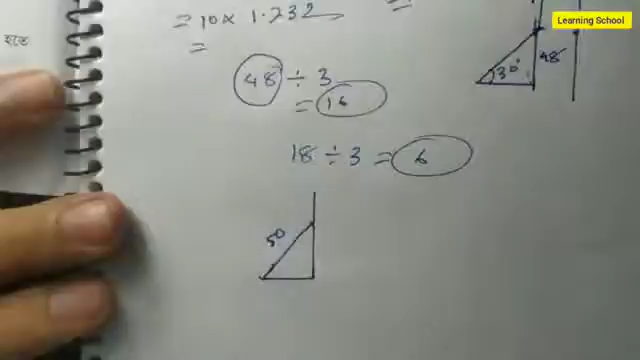 Learning School
= 10 x 1.732
=
48 ÷ 3
= 16
30°
48
18 ÷ 3 = 6
50